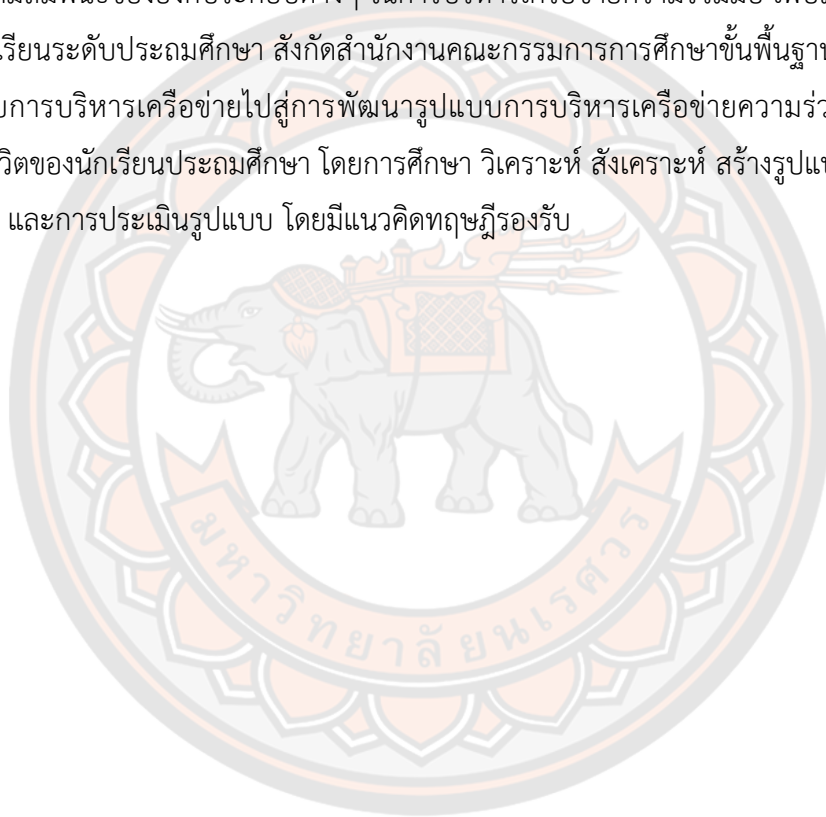 เรียนระดับประถมศึกษา สังกัดสำนักงานคณะกรรมการการศึกษาขั้นพื้นฐาน
บการบริหารเครือข่ายไปสู่การพัฒนารูปแบบการบริหารเครือข่ายความร่ว
วิตของนักเรียนประถมศึกษา โดยการศึกษา วิเคราะห์ สังเคราะห์ สร้างรูปแบ
และการประเมินรูปแบบ โดยมีแนวคิดทฤษฎีรองรับ
มหาวิทยาลัยนเรศวร